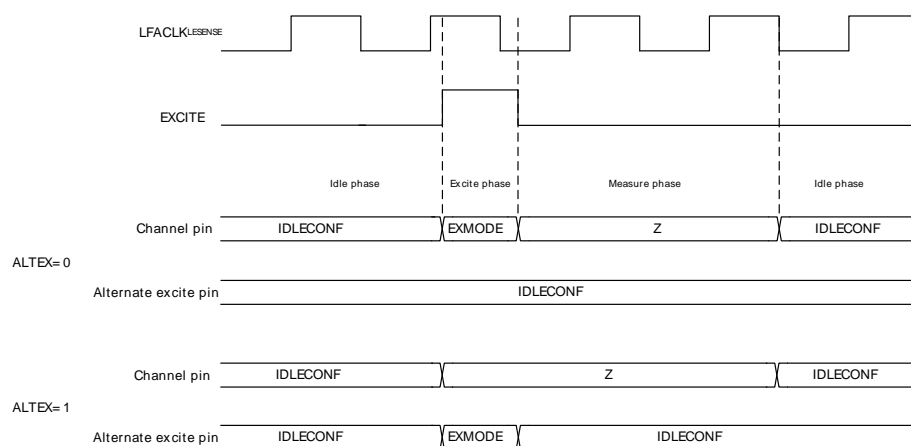 LFACLKLESENSE
EXCITE
Idle phase Excite phase Measure phase Idle phase
Channel pin IDLECONF EXMODE Z IDLECONF
ALTEX= 0
Alternate excite pin IDLECONF
Channel pin IDLECONF Z IDLECONF
ALTEX= 1
Alternate excite pin IDLECONF EXMODE IDLECONF